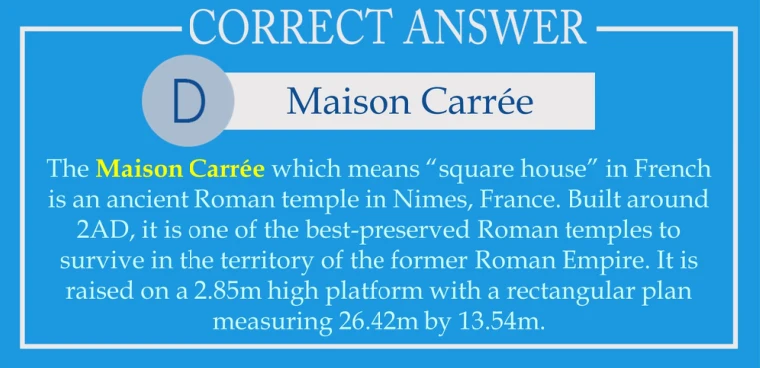 CORRECT ANSWER
D
Maison Carrée
The Maison Carrée which means “square house” in French
is an ancient Roman temple in Nimes, France. Built around
2AD, it is one of the best-preserved Roman temples to
survive in the territory of the former Roman Empire. It is
raised on a 2.85m high platform with a rectangular plan
measuring 26.42m by 13.54m.